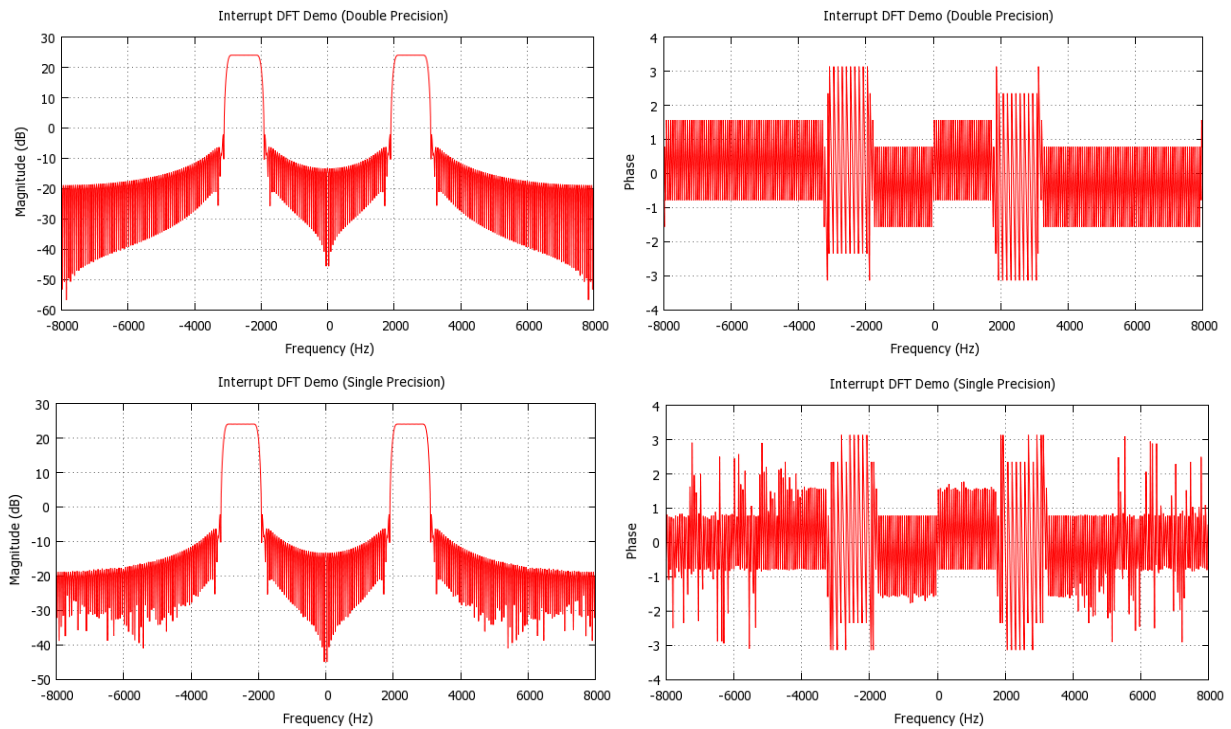 Interrupt DFT Demo (Double Precision)
30
20
10
0
-10
-20
-30
-40
-50
-60
Magnitude (dB)
-8000 -6000 -4000 -2000 0 2000 4000 6000 8000
Frequency (Hz)
Interrupt DFT Demo (Double Precision)
4
3
2
1
0
-1
-2
-3
-4
Phase
-8000 -6000 -4000 -2000 0 2000 4000 6000 8000
Frequency (Hz)
Interrupt DFT Demo (Single Precision)
30
20
10
0
-10
-20
-30
-40
-50
Magnitude (dB)
-8000 -6000 -4000 -2000 0 2000 4000 6000 8000
Frequency (Hz)
Interrupt DFT Demo (Single Precision)
4
3
2
1
0
-1
-2
-3
-4
Phase
-8000 -6000 -4000 -2000 0 2000 4000 6000 8000
Frequency (Hz)